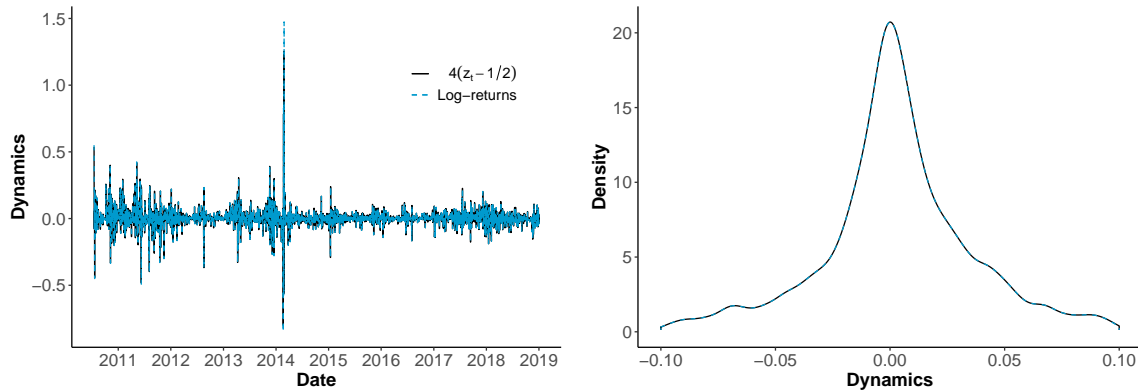 Dynamics
1.5
1.0
0.5
0.0
−0.5
4(zt − 1/2)
Log−returns
2011 2012 2013 2014 2015 2016 2017 2018 2019
Date
Density
20
15
10
5
0
−0.10 −0.05 0.00 0.05 0.10
Dynamics